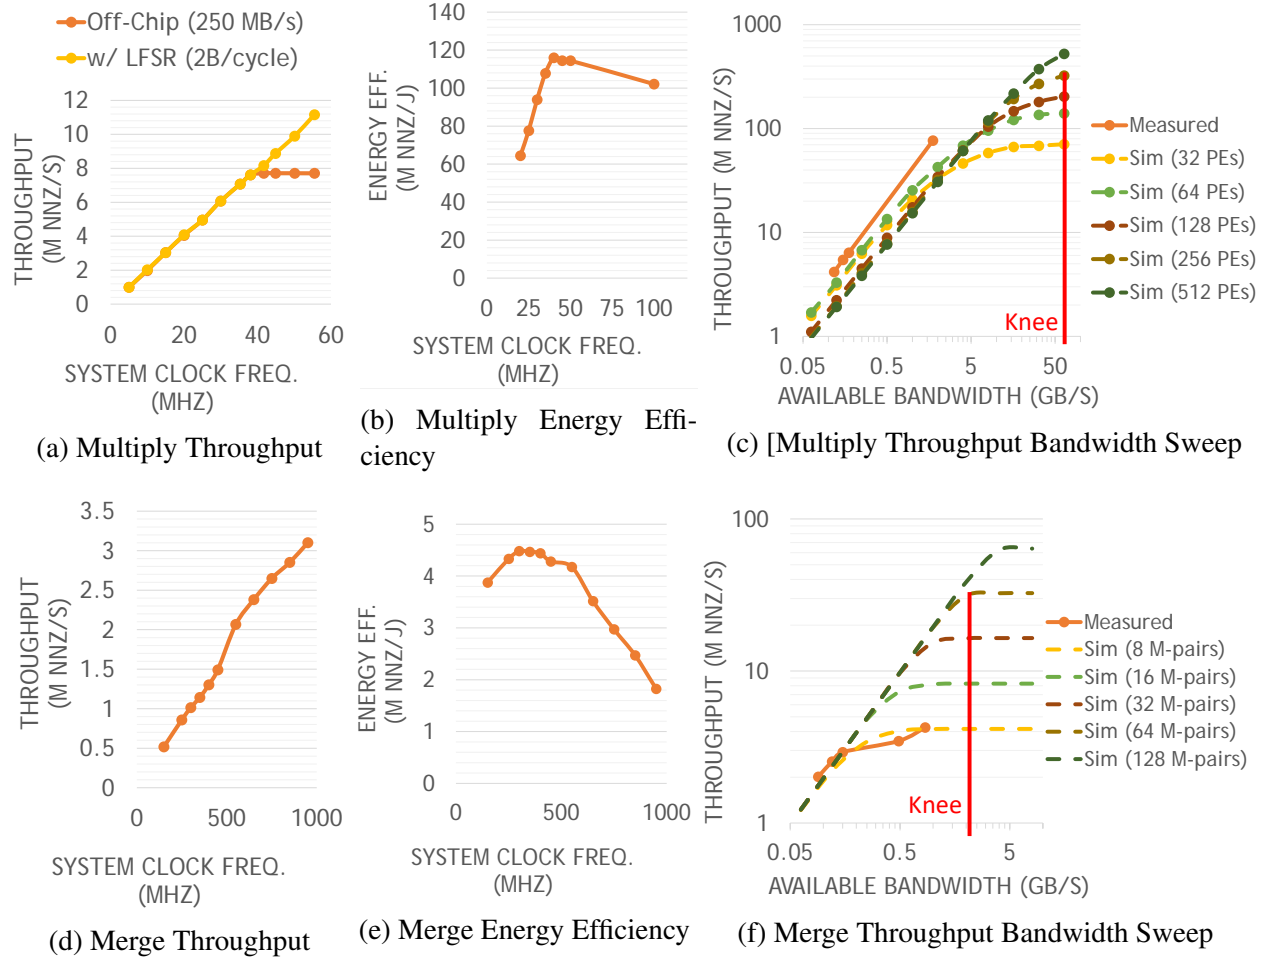 Off-Chip (250 MB/s)
w/ LFSR (2B/cycle)
12
10
8
6
4
2
0
0 20 40 60
THROUGHPUT
(M NNZ/S)
SYSTEM CLOCK FREQ.
(MHZ)
(a) Multiply Throughput
140
120
100
80
60
40
20
0
0 25 50 75 100
ENERGY EFF.
(M NNZ/J)
SYSTEM CLOCK FREQ.
(MHZ)
(b) Multiply Energy Effi-
ciency
1000
100
10
1
0.05 0.5 5 50
THROUGHPUT (M NNZ/S)
AVAILABLE BANDWIDTH (GB/S)
Knee
Measured
Sim (32 PEs)
Sim (64 PEs)
Sim (128 PEs)
Sim (256 PEs)
Sim (512 PEs)
(c) [Multiply Throughput Bandwidth Sweep
3.5
3
2.5
2
1.5
1
0.5
0
0 500 1000
THROUGHPUT
(M NNZ/S)
SYSTEM CLOCK FREQ.
(MHZ)
(d) Merge Throughput
5
4
3
2
1
0
0 500 1000
ENERGY EFF.
(M NNZ/J)
SYSTEM CLOCK FREQ.
(MHZ)
(e) Merge Energy Efficiency
100
10
1
0.05 0.5 5
THROUGHPUT (M NNZ/S)
AVAILABLE BANDWIDTH (GB/S)
Knee
Measured
Sim (8 M-pairs)
Sim (16 M-pairs)
Sim (32 M-pairs)
Sim (64 M-pairs)
Sim (128 M-pairs)
(f) Merge Throughput Bandwidth Sweep